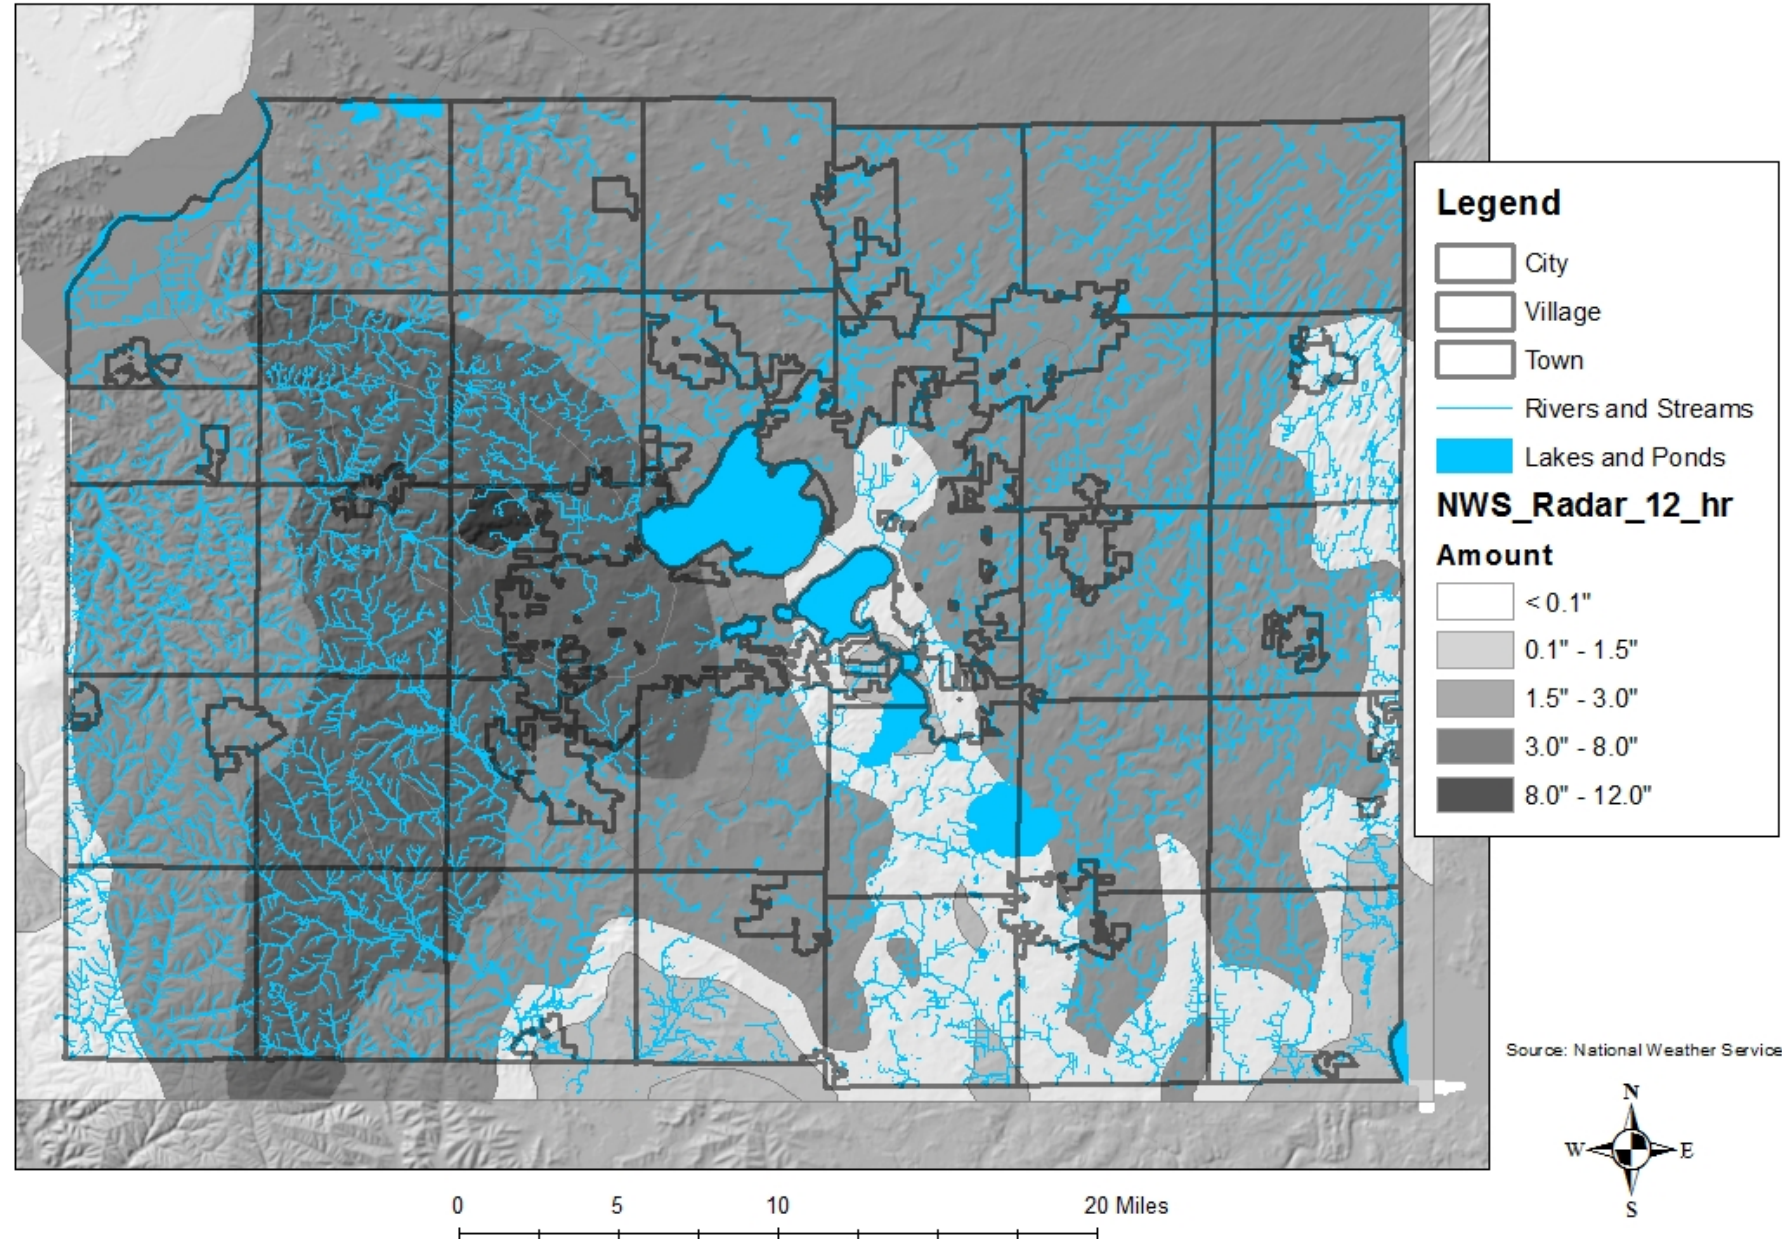 Legend
City
Village
Town
Rivers and Streams
Lakes and Ponds
NWS_Radar_12_hr
Amount
< 0.1"
0.1" - 1.5"
1.5" - 3.0"
3.0" - 8.0"
8.0" - 12.0"
Source: National Weather Service
N
W E
S
0 5 10 20 Miles